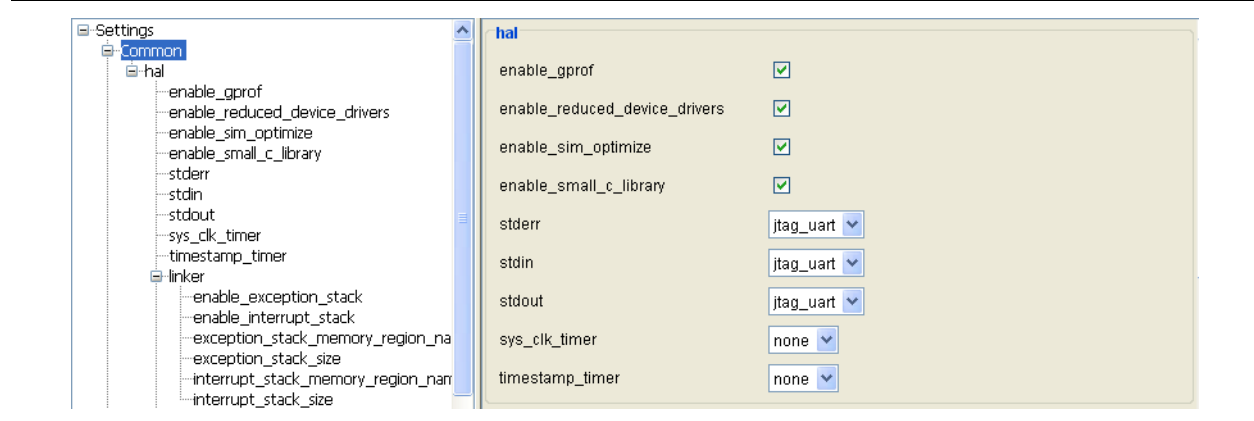 Settings
Common
hal
enable_gprof
enable_reduced_device_drivers
enable_sim_optimize
enable_small_c_library
stderr
stdin
stdout
sys_clk_timer
timestamp_timer
linker
enable_exception_stack
enable_interrupt_stack
exception_stack_memory_region_na
exception_stack_size
interrupt_stack_memory_region_nam
interrupt_stack_size
hal
enable_gprof
enable_reduced_device_drivers
enable_sim_optimize
enable_small_c_library
stderr jtag_uart
stdin jtag_uart
stdout jtag_uart
sys_clk_timer none
timestamp_timer none